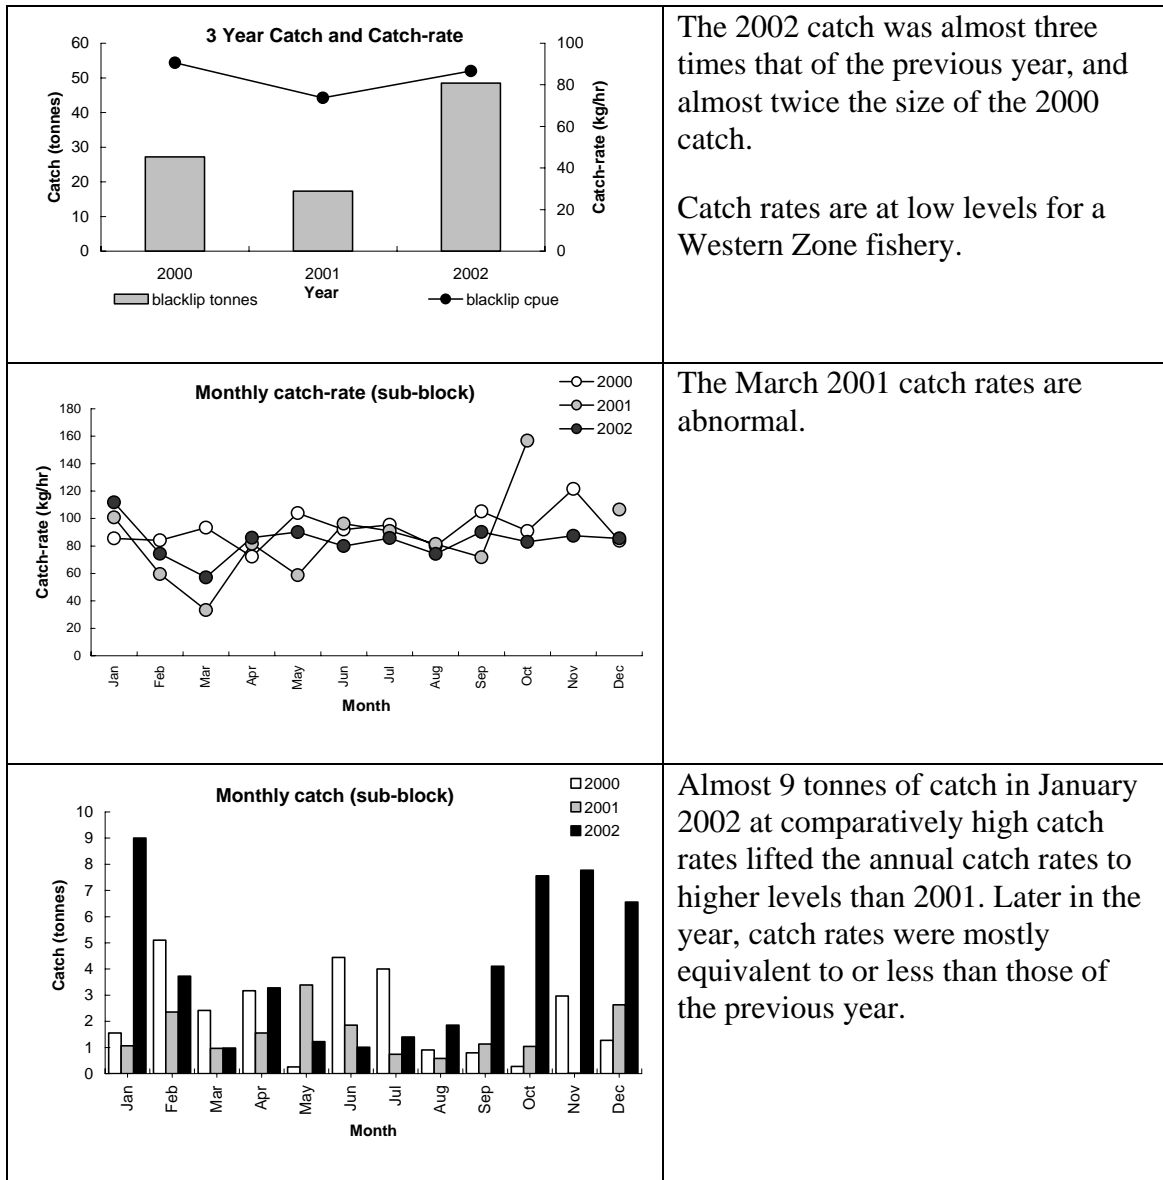 3 Year Catch and Catch-rate
60
50
40
30
20
10
0
Catch (tonnes)
100
80
60
40
20
0
Catch-rate (kg/hr)
2000 2001 2002
Year
blacklip tonnes blacklip cpue
The 2002 catch was almost three
times that of the previous year, and
almost twice the size of the 2000
catch.
Catch rates are at low levels for a
Western Zone fishery.
Monthly catch-rate (sub-block)
2000
2001
2002
180
160
140
120
100
80
60
40
20
0
Catch-rate (kg/hr)
Jan Feb Mar Apr May Jun Jul Aug Sep Oct Nov Dec
Month
The March 2001 catch rates are
abnormal.
Monthly catch (sub-block)
2000
2001
2002
10
9
8
7
6
5
4
3
2
1
0
Catch (tonnes)
Jan Feb Mar Apr May Jun Jul Aug Sep Oct Nov Dec
Month
Almost 9 tonnes of catch in January
2002 at comparatively high catch
rates lifted the annual catch rates to
higher levels than 2001. Later in the
year, catch rates were mostly
equivalent to or less than those of
the previous year.